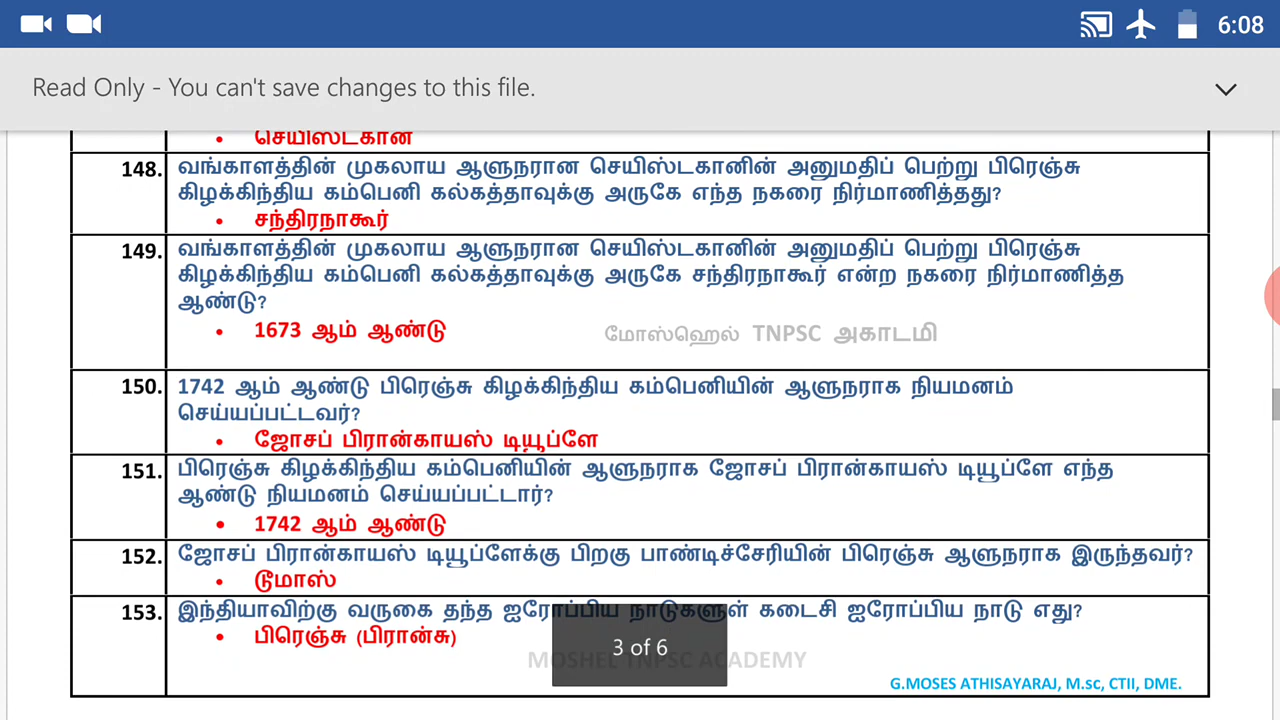 6:08
Read Only - You can't save changes to this file.
செயிஸ்டகான்
148. வங்காளத்தின் முகலாய ஆளுநரான செயிஸ்டகானின் அனுமதிப் பெற்று பிரெஞ்சு
கிழக்கிந்திய கம்பெனி கல்கத்தாவுக்கு அருகே எந்த நகரை நிர்மாணித்தது?
• சந்திரநாகூர்
149. வங்காளத்தின் முகலாய ஆளுநரான செயிஸ்டகானின் அனுமதிப் பெற்று பிரெஞ்சு
கிழக்கிந்திய கம்பெனி கல்கத்தாவுக்கு அருகே சந்திரநாகூர் என்ற நகரை நிர்மாணித்த
ஆண்டு?
• 1673 ஆம் ஆண்டு
மோஸ்ஹெல் TNPSC அகாடமி
150. 1742 ஆம் ஆண்டு பிரெஞ்சு கிழக்கிந்திய கம்பெனியின் ஆளுநராக நியமனம்
செய்யப்பட்டவர்?
• ஜோசப் பிரான்காயஸ் டியூப்ளே
151. பிரெஞ்சு கிழக்கிந்திய கம்பெனியின் ஆளுநராக ஜோசப் பிரான்காயஸ் டியூப்ளே எந்த
ஆண்டு நியமனம் செய்யப்பட்டார்?
• 1742 ஆம் ஆண்டு
152. ஜோசப் பிரான்காயஸ் டியூப்ளேக்கு பிறகு பாண்டிச்சேரியின் பிரெஞ்சு ஆளுநராக இருந்தவர்?
• டூமாஸ்
153. இந்தியாவிற்கு வருகை தந்த ஐரோப்பிய நாடுகளுள் கடைசி ஐரோப்பிய நாடு எது?
• பிரெஞ்சு (பிரான்சு)
3 of 6
MOSHEL TNPSC ACADEMY
G.MOSES ATHISAYARAJ, M.sc, CTII, DME.